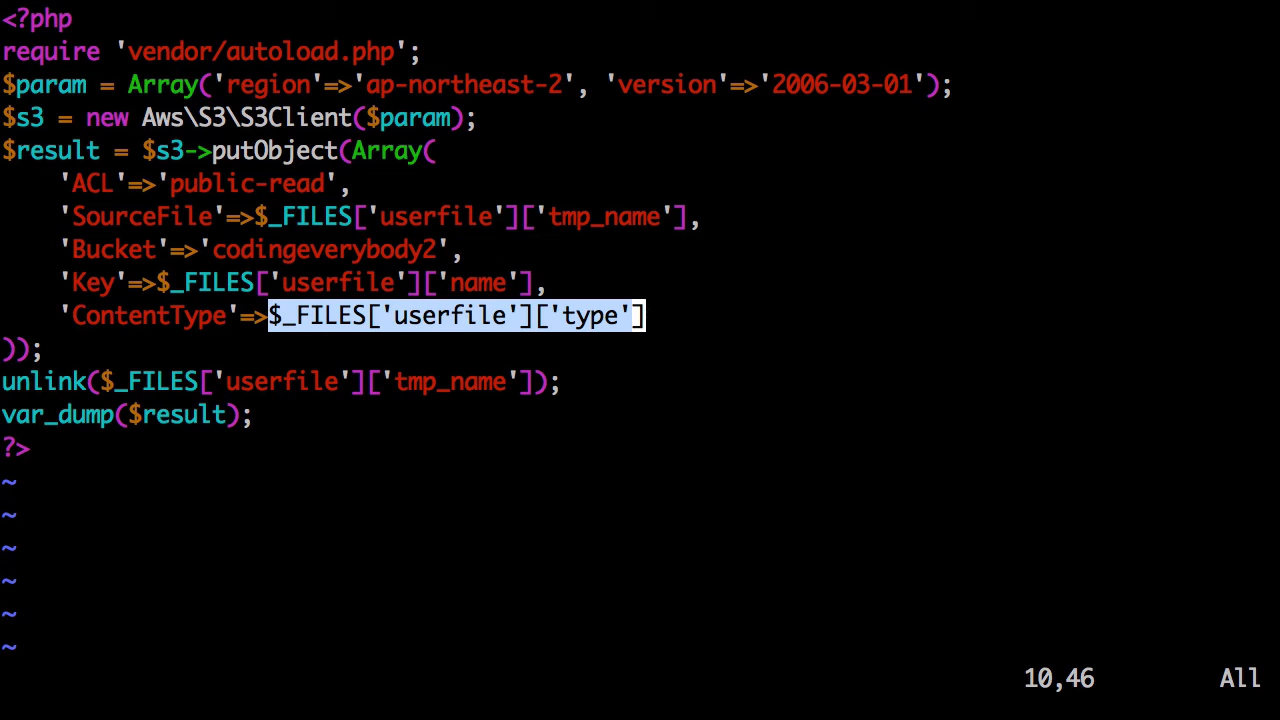 <?php
require 'vendor/autoload.php';
$param = Array('region'=>'ap-northeast-2', 'version'=>'2006-03-01');
$s3 = new Aws\S3\S3Client($param);
$result = $s3->putObject(Array(
    'ACL'=>'public-read',
    'SourceFile'=>$_FILES['userfile']['tmp_name'],
    'Bucket'=>'codingeverybody2',
    'Key'=>$_FILES['userfile']['name'],
    'ContentType'=>$_FILES['userfile']['type']
));
unlink($_FILES['userfile']['tmp_name']);
var_dump($result);
?>
~
~
~
~
~
~
10,46 All